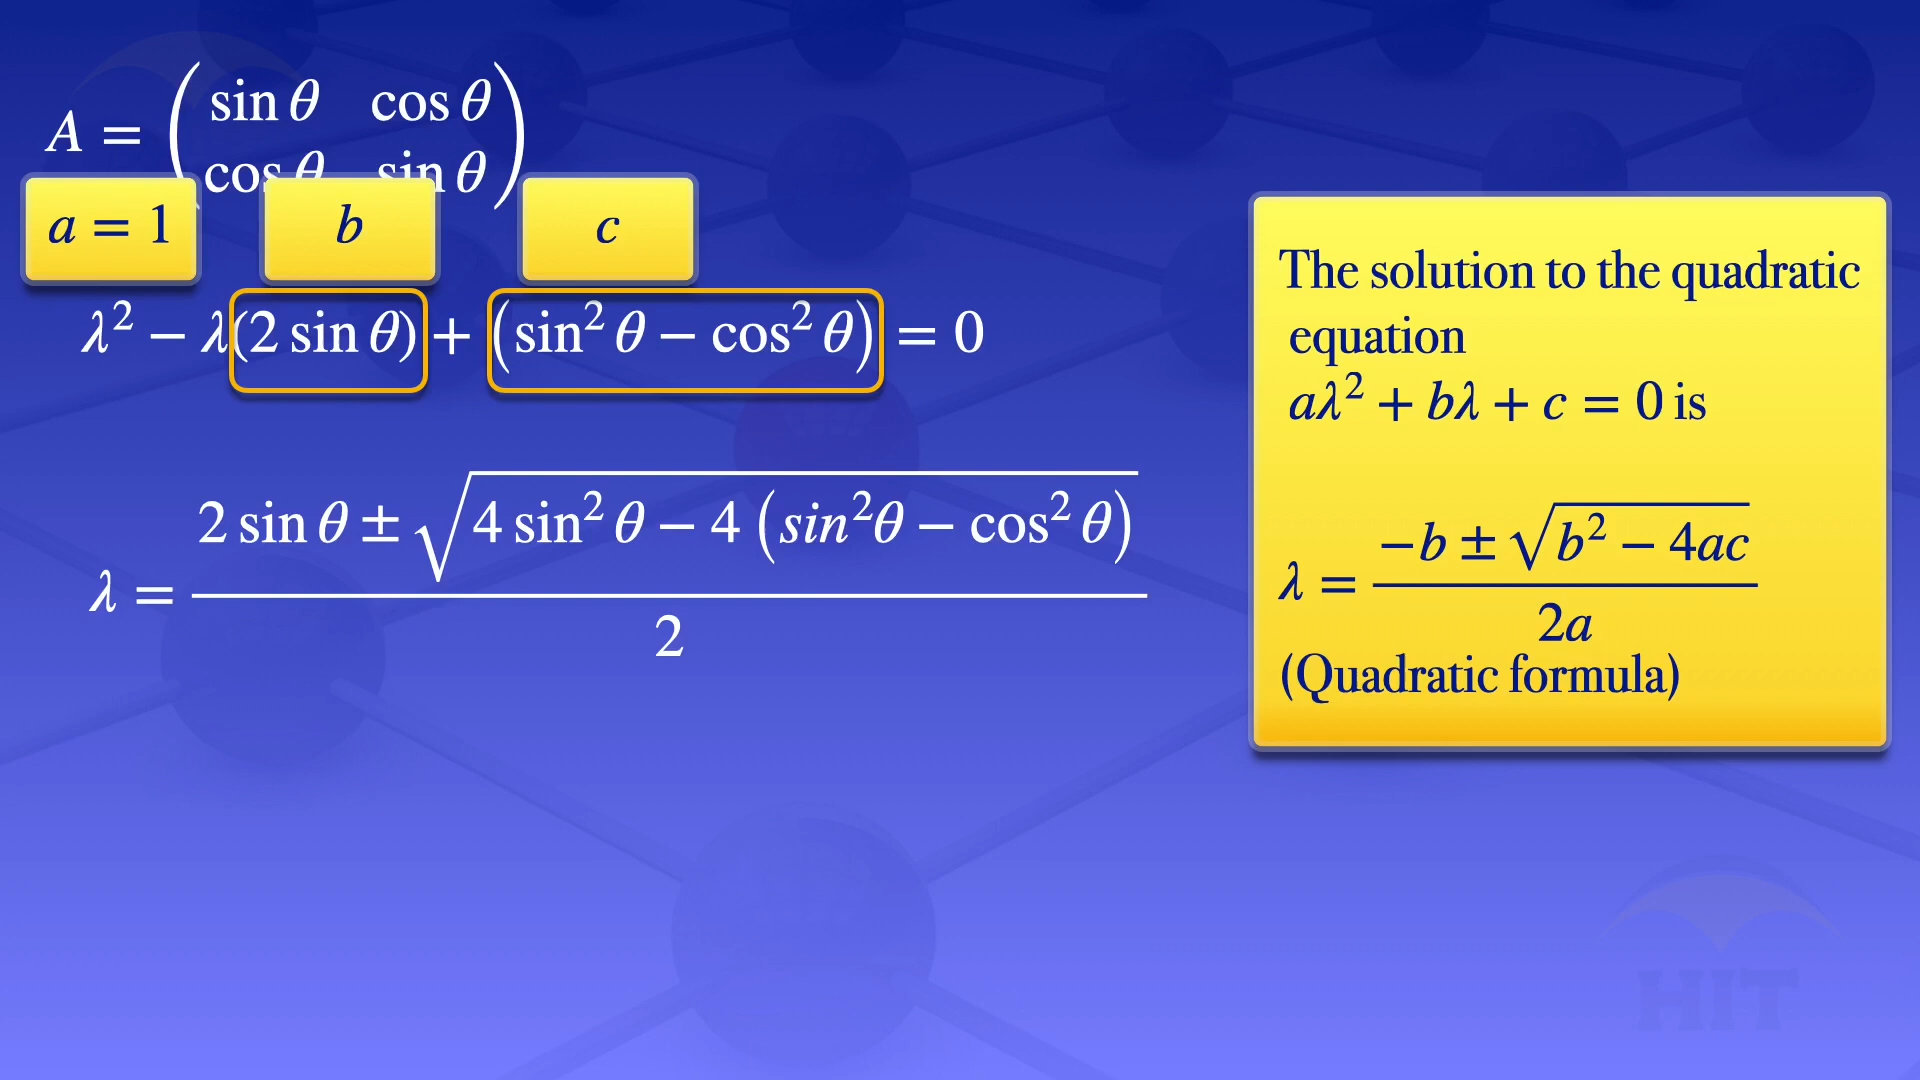 A = ( sin θ cos θ
cos θ sin θ )
a = 1 b c
λ² − λ(2 sin θ) + (sin² θ − cos² θ) = 0
λ = (2 sin θ ± √(4 sin² θ − 4 (sin²θ − cos² θ))) / 2
The solution to the quadratic
equation
aλ² + bλ + c = 0 is
λ = (−b ± √(b² − 4ac)) / 2a
(Quadratic formula)
HIT